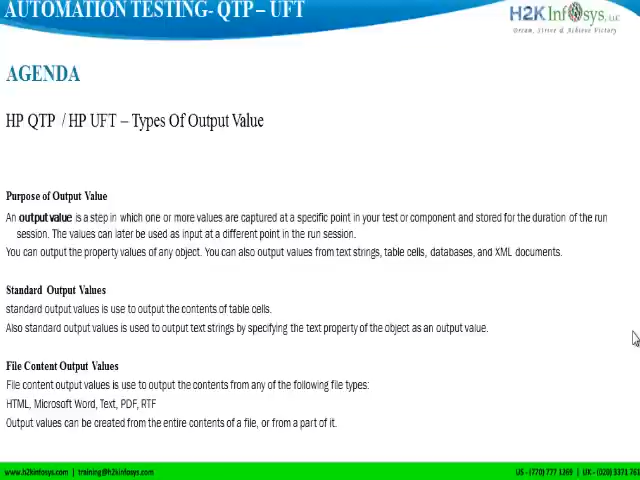 AUTOMATION TESTING- QTP – UFT
H2K Infosys, LLC
Dream, Strive & Achieve Victory
AGENDA
HP QTP / HP UFT – Types Of Output Value
Purpose of Output Value
An output value is a step in which one or more values are captured at a specific point in your test or component and stored for the duration of the run
session. The values can later be used as input at a different point in the run session.
You can output the property values of any object. You can also output values from text strings, table cells, databases, and XML documents.
Standard Output Values
standard output values is use to output the contents of table cells.
Also standard output values is used to output text strings by specifying the text property of the object as an output value.
File Content Output Values
File content output values is use to output the contents from any of the following file types:
HTML, Microsoft Word, Text, PDF, RTF
Output values can be created from the entire contents of a file, or from a part of it.
www.h2kinfosys.com | training@h2kinfosys.com
US - (770) 777 1269 | UK - (020) 3371 761